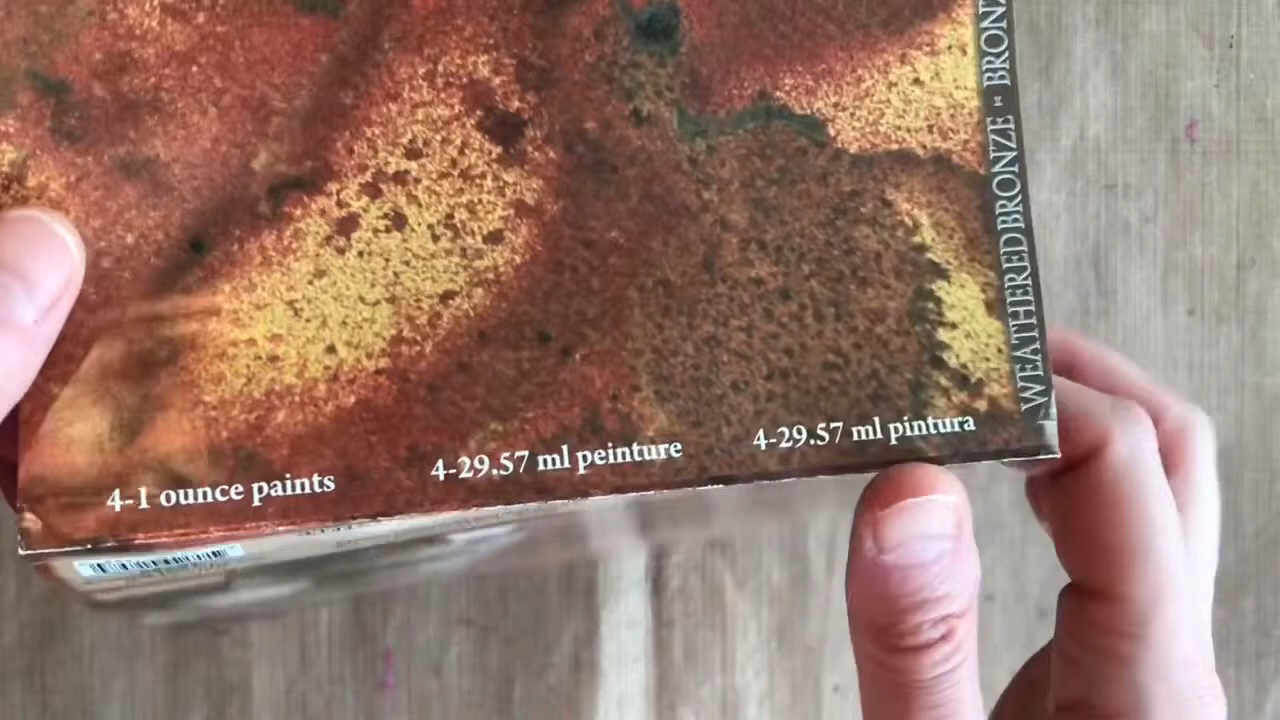 WEATHERED BRONZE BRONZ
4-1 ounce paints
4-29.57 ml peinture
4-29.57 ml pintura